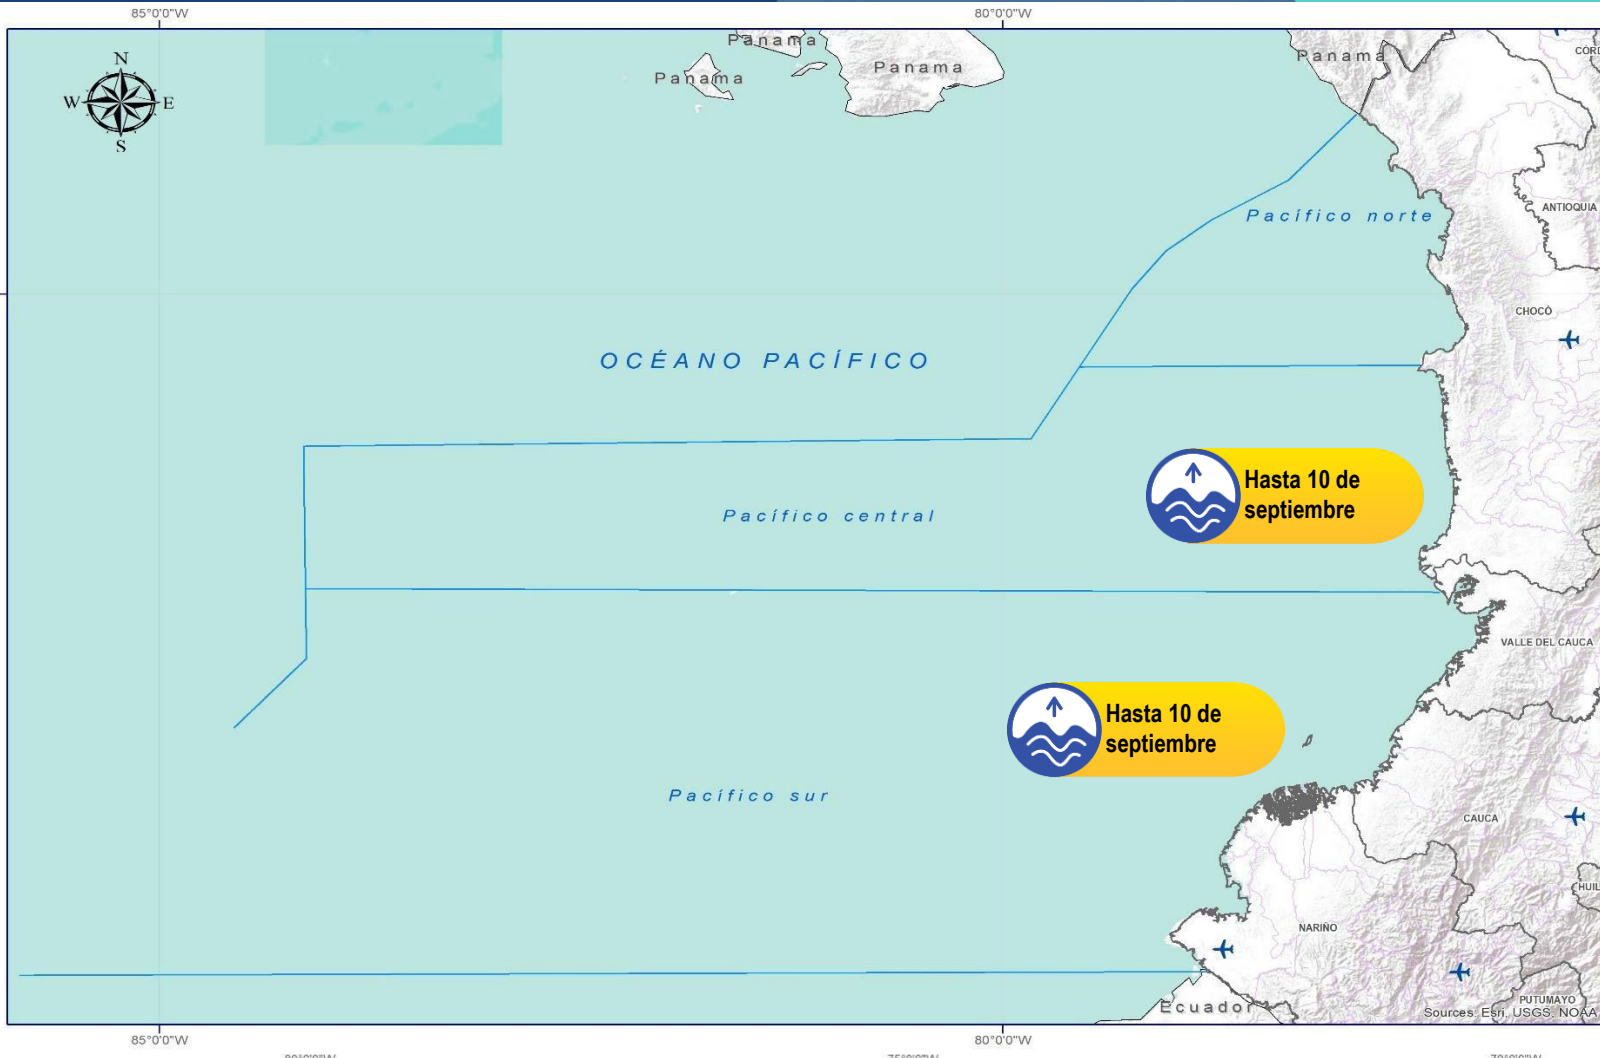 85°0'0"W
80°0'0"W
N
W
E
S
Panama
Panama
Panama
Panama
ANTIOQUIA
Pacífico norte
CHOCÓ
OCÉANO PACÍFICO
Hasta 10 de
septiembre
Pacífico central
VALLE DEL CAUCA
Hasta 10 de
septiembre
Pacífico sur
CAUCA
HUIL
NARIÑO
PUTUMAYO
Ecuador
Sources: Esri, USGS, NOAA
85°0'0"W
80°0'0"W